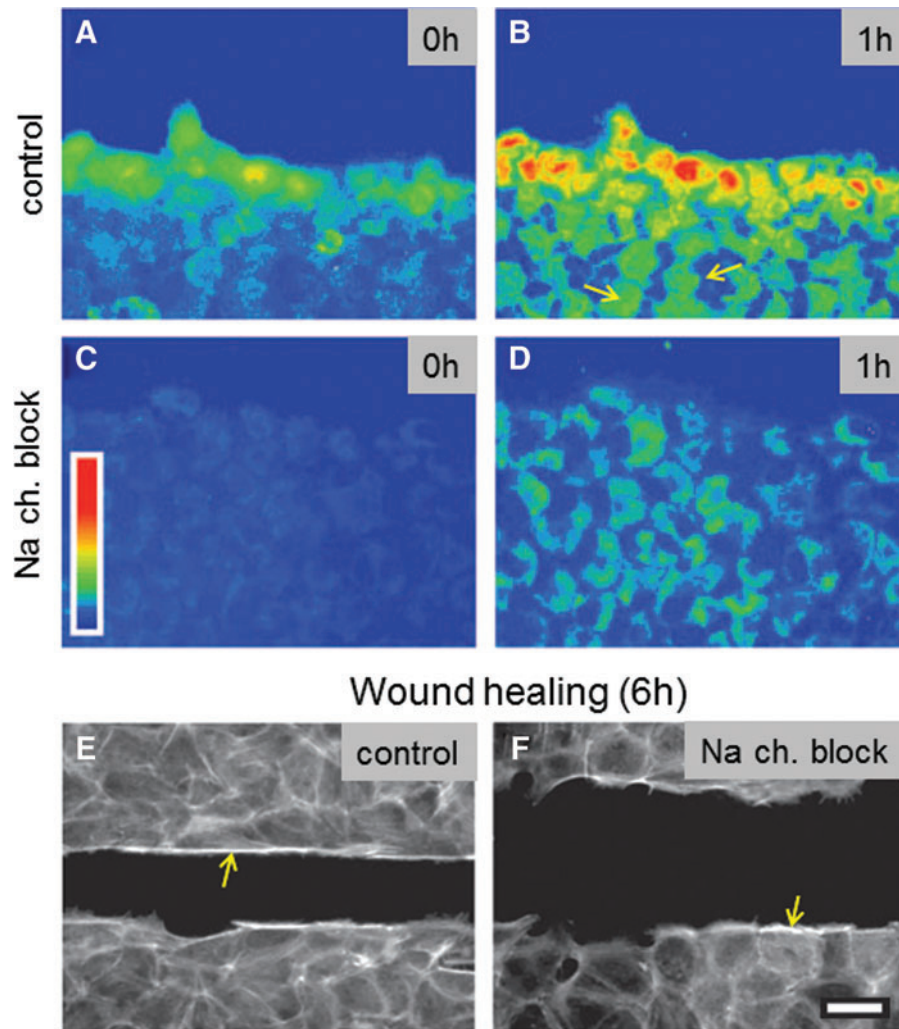 A
0h
B
1h
control
C
0h
D
1h
Na ch. block
Wound healing (6h)
E
control
F
Na ch. block